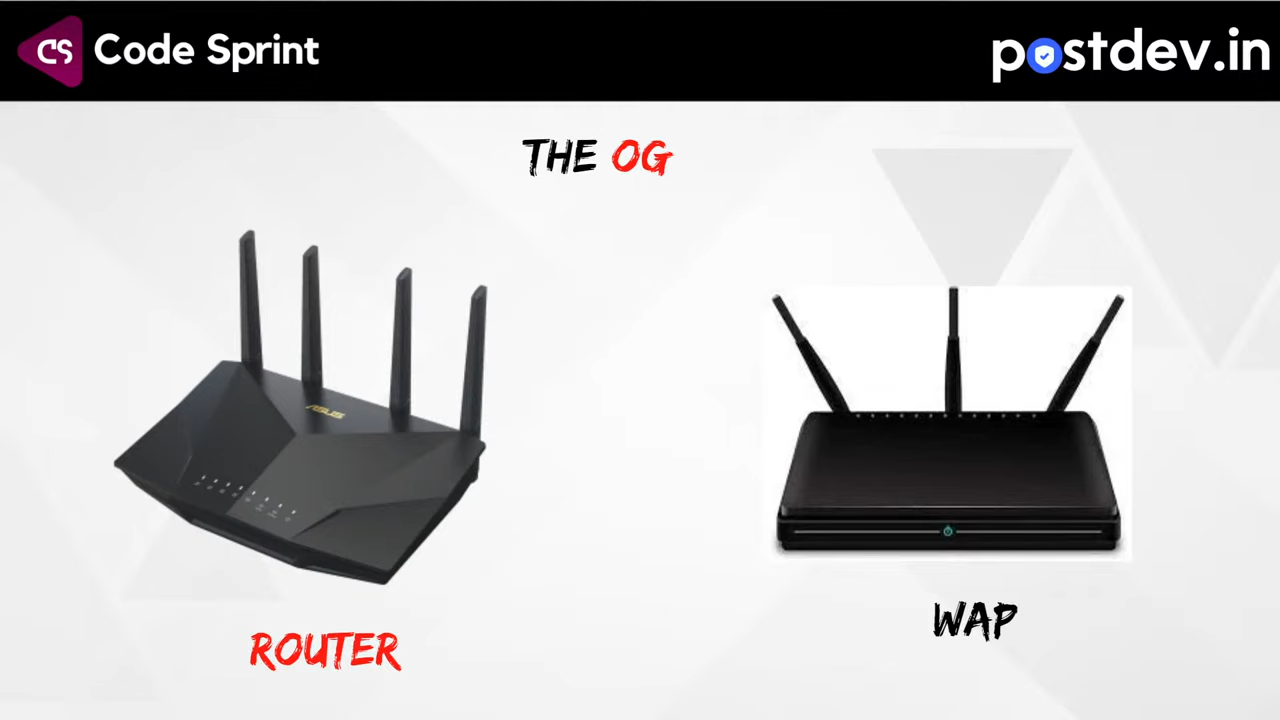 CS Code Sprint
postdev.in
THE OG
ASUS
ROUTER
WAP